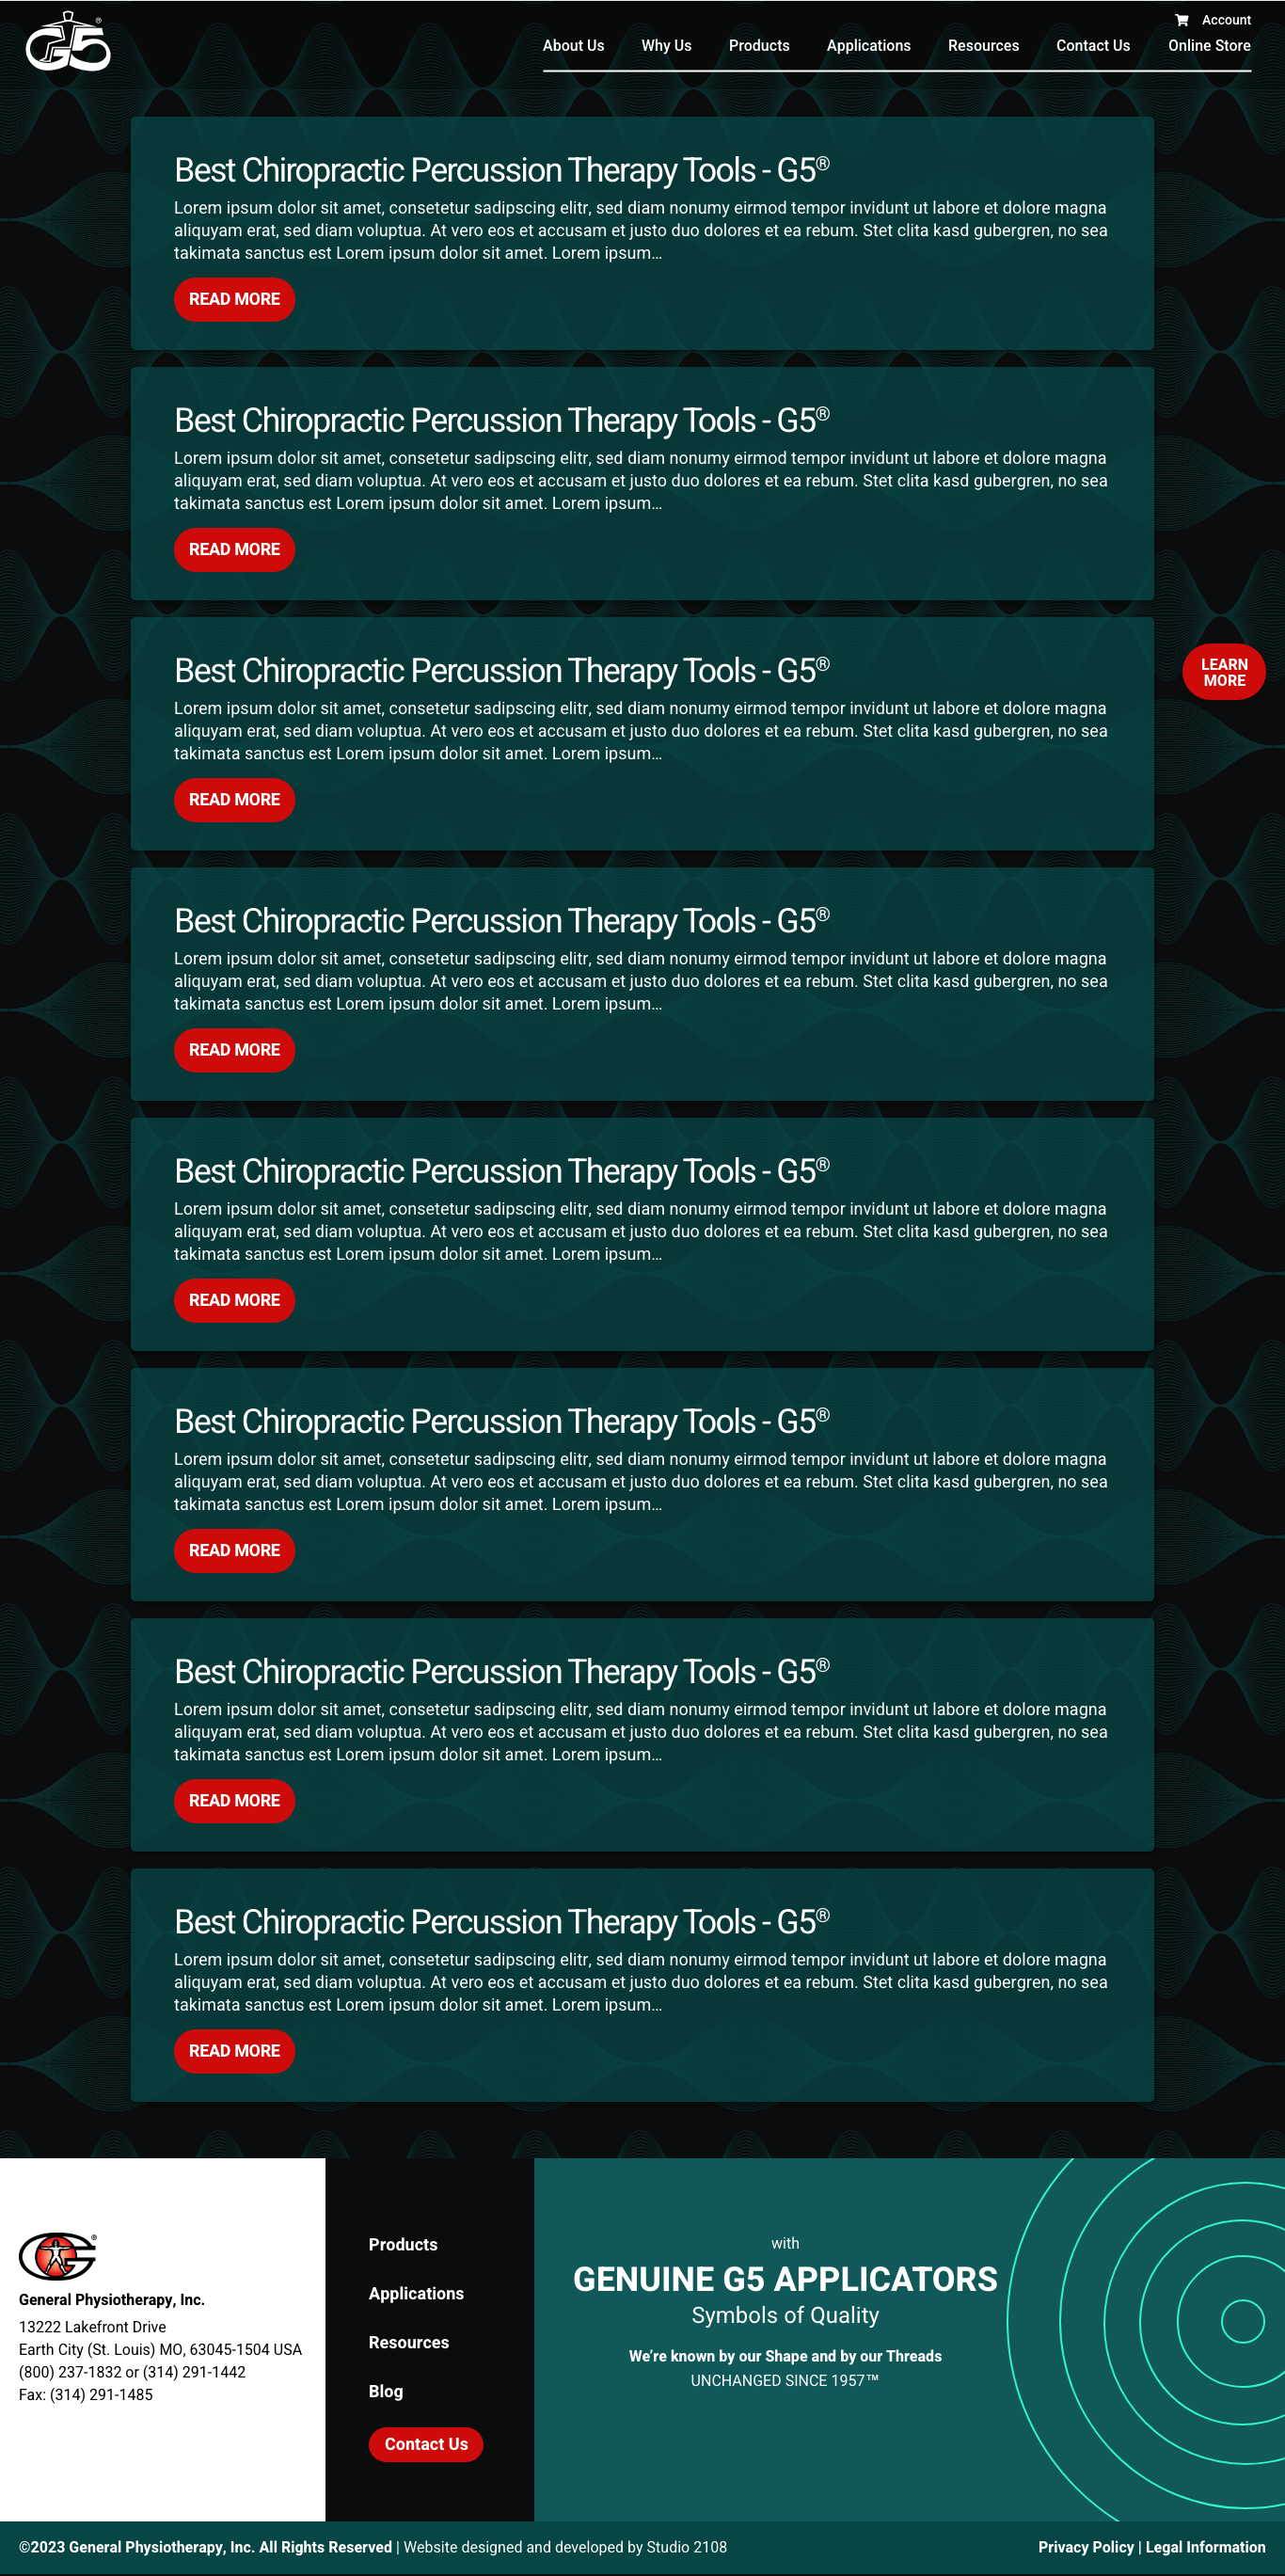 G5®
Account
About Us Why Us Products Applications Resources Contact Us Online Store
Best Chiropractic Percussion Therapy Tools - G5®
Lorem ipsum dolor sit amet, consetetur sadipscing elitr, sed diam nonumy eirmod tempor invidunt ut labore et dolore magna
aliquyam erat, sed diam voluptua. At vero eos et accusam et justo duo dolores et ea rebum. Stet clita kasd gubergren, no sea
takimata sanctus est Lorem ipsum dolor sit amet. Lorem ipsum…
READ MORE
Best Chiropractic Percussion Therapy Tools - G5®
Lorem ipsum dolor sit amet, consetetur sadipscing elitr, sed diam nonumy eirmod tempor invidunt ut labore et dolore magna
aliquyam erat, sed diam voluptua. At vero eos et accusam et justo duo dolores et ea rebum. Stet clita kasd gubergren, no sea
takimata sanctus est Lorem ipsum dolor sit amet. Lorem ipsum…
READ MORE
Best Chiropractic Percussion Therapy Tools - G5®
Lorem ipsum dolor sit amet, consetetur sadipscing elitr, sed diam nonumy eirmod tempor invidunt ut labore et dolore magna
aliquyam erat, sed diam voluptua. At vero eos et accusam et justo duo dolores et ea rebum. Stet clita kasd gubergren, no sea
takimata sanctus est Lorem ipsum dolor sit amet. Lorem ipsum…
READ MORE
LEARN
MORE
Best Chiropractic Percussion Therapy Tools - G5®
Lorem ipsum dolor sit amet, consetetur sadipscing elitr, sed diam nonumy eirmod tempor invidunt ut labore et dolore magna
aliquyam erat, sed diam voluptua. At vero eos et accusam et justo duo dolores et ea rebum. Stet clita kasd gubergren, no sea
takimata sanctus est Lorem ipsum dolor sit amet. Lorem ipsum…
READ MORE
Best Chiropractic Percussion Therapy Tools - G5®
Lorem ipsum dolor sit amet, consetetur sadipscing elitr, sed diam nonumy eirmod tempor invidunt ut labore et dolore magna
aliquyam erat, sed diam voluptua. At vero eos et accusam et justo duo dolores et ea rebum. Stet clita kasd gubergren, no sea
takimata sanctus est Lorem ipsum dolor sit amet. Lorem ipsum…
READ MORE
Best Chiropractic Percussion Therapy Tools - G5®
Lorem ipsum dolor sit amet, consetetur sadipscing elitr, sed diam nonumy eirmod tempor invidunt ut labore et dolore magna
aliquyam erat, sed diam voluptua. At vero eos et accusam et justo duo dolores et ea rebum. Stet clita kasd gubergren, no sea
takimata sanctus est Lorem ipsum dolor sit amet. Lorem ipsum…
READ MORE
Best Chiropractic Percussion Therapy Tools - G5®
Lorem ipsum dolor sit amet, consetetur sadipscing elitr, sed diam nonumy eirmod tempor invidunt ut labore et dolore magna
aliquyam erat, sed diam voluptua. At vero eos et accusam et justo duo dolores et ea rebum. Stet clita kasd gubergren, no sea
takimata sanctus est Lorem ipsum dolor sit amet. Lorem ipsum…
READ MORE
Best Chiropractic Percussion Therapy Tools - G5®
Lorem ipsum dolor sit amet, consetetur sadipscing elitr, sed diam nonumy eirmod tempor invidunt ut labore et dolore magna
aliquyam erat, sed diam voluptua. At vero eos et accusam et justo duo dolores et ea rebum. Stet clita kasd gubergren, no sea
takimata sanctus est Lorem ipsum dolor sit amet. Lorem ipsum…
READ MORE
G®
General Physiotherapy, Inc.
13222 Lakefront Drive
Earth City (St. Louis) MO, 63045-1504 USA
(800) 237-1832 or (314) 291-1442
Fax: (314) 291-1485
Products
Applications
Resources
Blog
Contact Us
with
GENUINE G5 APPLICATORS
Symbols of Quality
We’re known by our Shape and by our Threads
UNCHANGED SINCE 1957™
©2023 General Physiotherapy, Inc. All Rights Reserved | Website designed and developed by Studio 2108
Privacy Policy | Legal Information